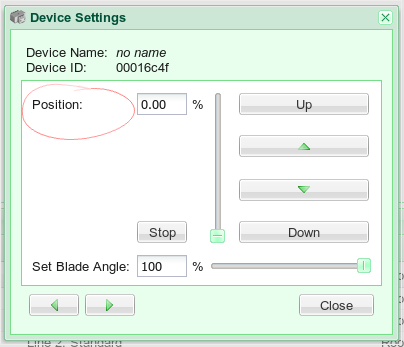 Device Settings
Device Name: no name
Device ID: 00016c4f
Position: 0.00 % Up
Stop Down
Set Blade Angle: 100 %
Close
Line 2, Standard